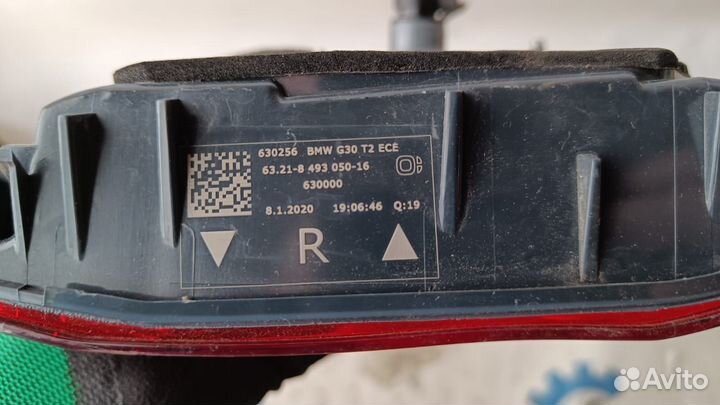 630256 BMW G30 T2 ECE
63.21-8 493 050-16
630000
8.1.2020 19:06:46 Q:19
R
Avito